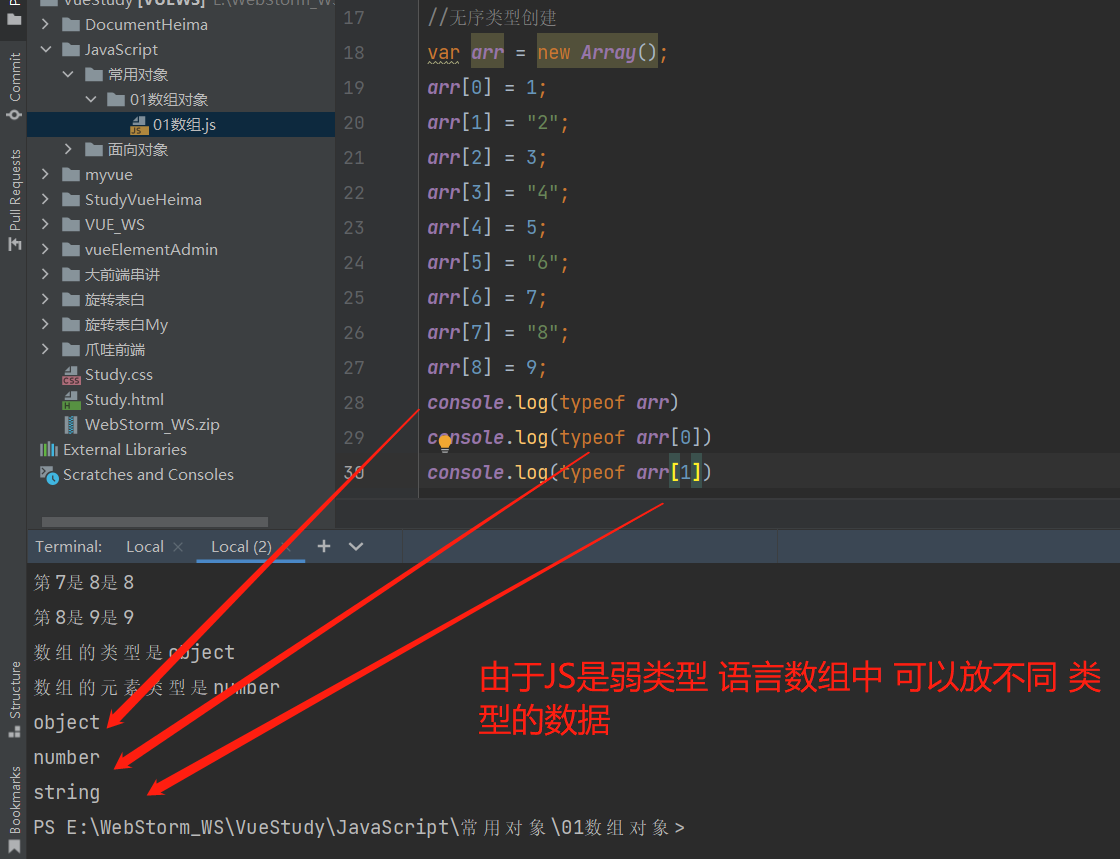 VueStudy [VUEWS] E:\WebStorm_W
DocumentHeima
JavaScript
常用对象
01数组对象
01数组.js
面向对象
myvue
StudyVueHeima
VUE_WS
vueElementAdmin
大前端串讲
旋转表白
旋转表白My
爪哇前端
Study.css
Study.html
WebStorm_WS.zip
External Libraries
Scratches and Consoles
Commit
Pull Requests
Structure
Bookmarks
17 //无序类型创建
18 var arr = new Array();
19 arr[0] = 1;
20 arr[1] = "2";
21 arr[2] = 3;
22 arr[3] = "4";
23 arr[4] = 5;
24 arr[5] = "6";
25 arr[6] = 7;
26 arr[7] = "8";
27 arr[8] = 9;
28 console.log(typeof arr)
29 console.log(typeof arr[0])
30 console.log(typeof arr[1])
Terminal: Local Local (2)
第7是8是8
第8是9是9
数组的类型是object
数组的元素类型是number
object
number
string
PS E:\WebStorm_WS\VueStudy\JavaScript\常用对象\01数组对象>
由于JS是弱类型 语言数组中 可以放不同 类
型的数据